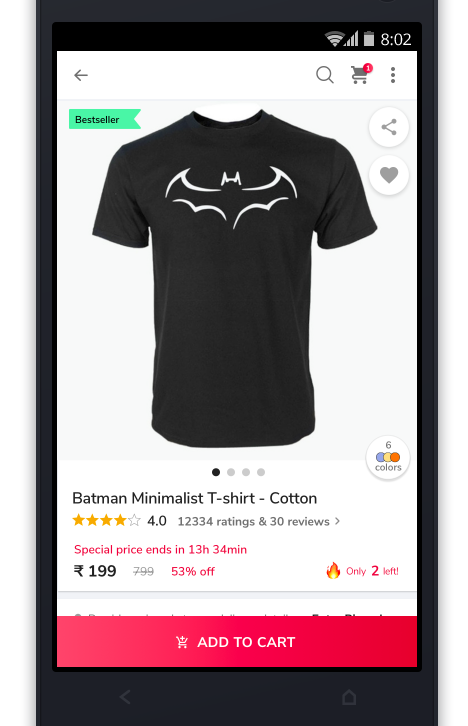 8:02
1
Bestseller
6
colors
Batman Minimalist T-shirt - Cotton
4.0 12334 ratings & 30 reviews
Special price ends in 13h 34min
₹ 199 799 53% off Only 2 left!
ADD TO CART